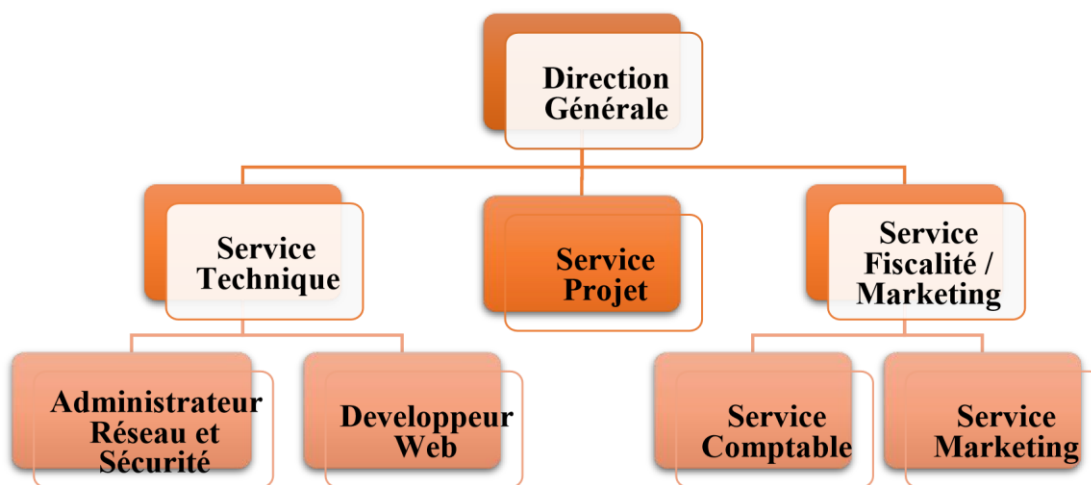 Direction
Générale
Service
Technique
Service
Projet
Service
Fiscalité /
Marketing
Administrateur
Réseau et
Sécurité
Developpeur
Web
Service
Comptable
Service
Marketing